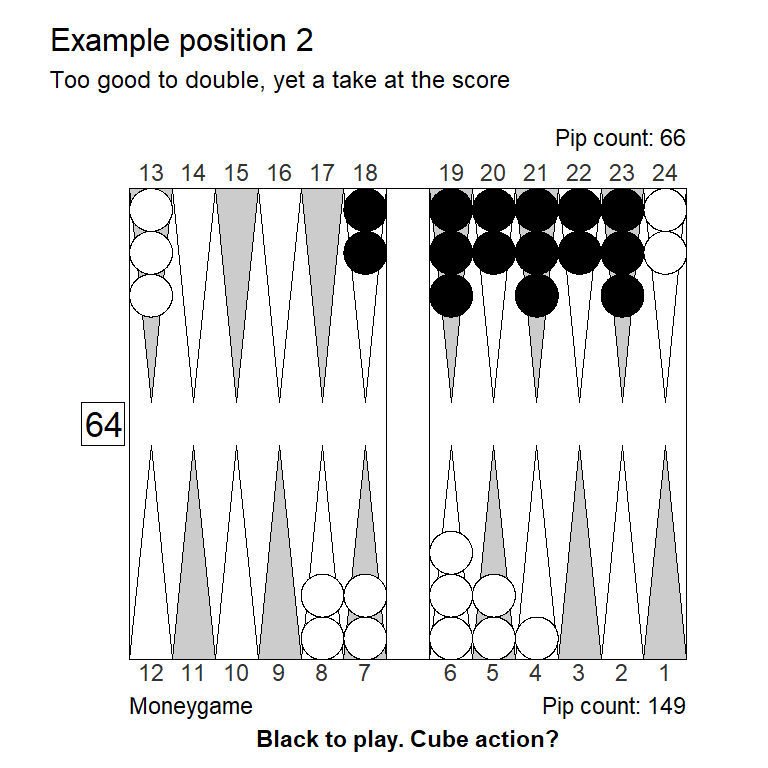 Example position 2
Too good to double, yet a take at the score
Pip count: 66
13 14 15 16 17 18 19 20 21 22 23 24
64
12 11 10 9 8 7 6 5 4 3 2 1
Moneygame Pip count: 149
Black to play. Cube action?